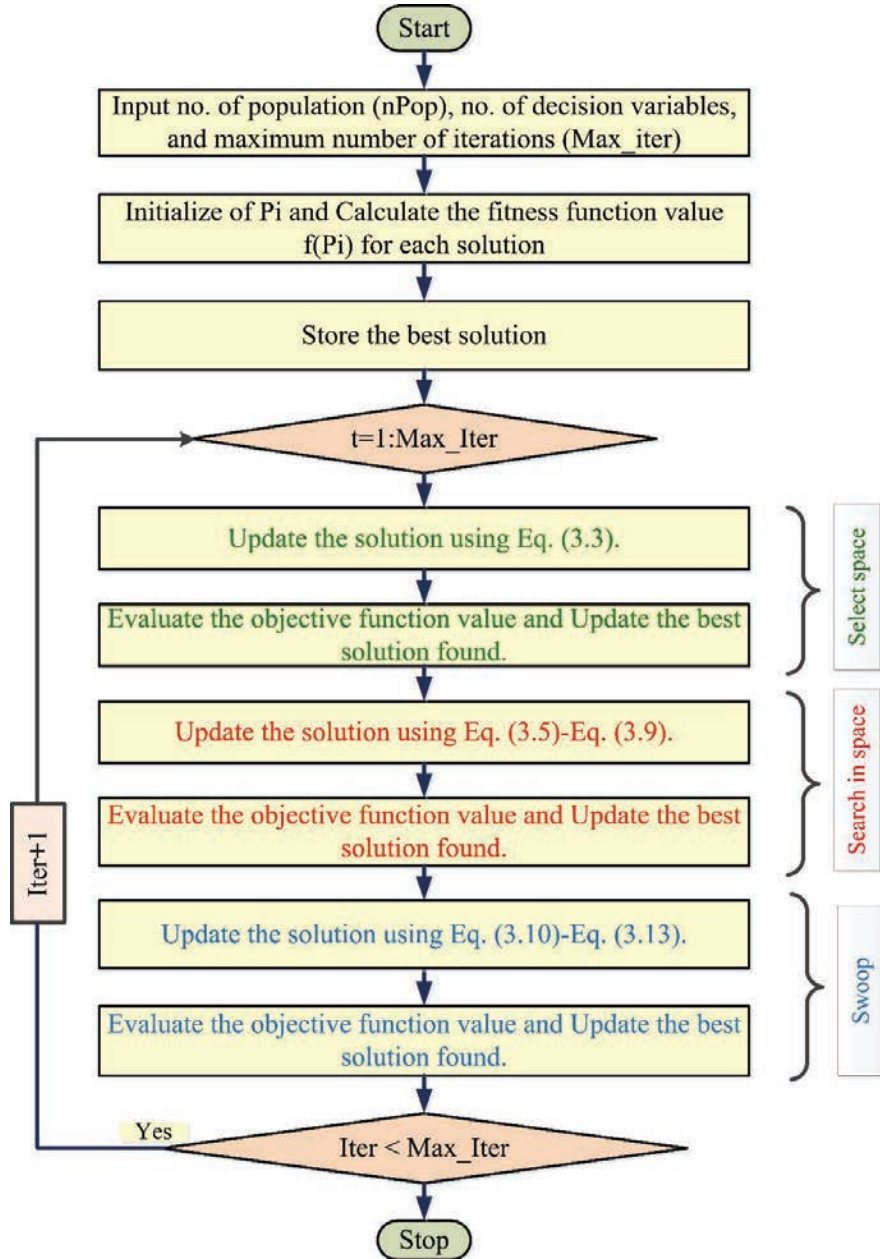 Start
Input no. of population (nPop), no. of decision variables,
and maximum number of iterations (Max_iter)
Initialize of Pi and Calculate the fitness function value
f(Pi) for each solution
Store the best solution
t=1:Max_Iter
Update the solution using Eq. (3.3).
Evaluate the objective function value and Update the best
solution found.
Select space
Update the solution using Eq. (3.5)-Eq. (3.9).
Evaluate the objective function value and Update the best
solution found.
Search in space
Iter+1
Update the solution using Eq. (3.10)-Eq. (3.13).
Evaluate the objective function value and Update the best
solution found.
Swoop
Yes
Iter < Max_Iter
Stop